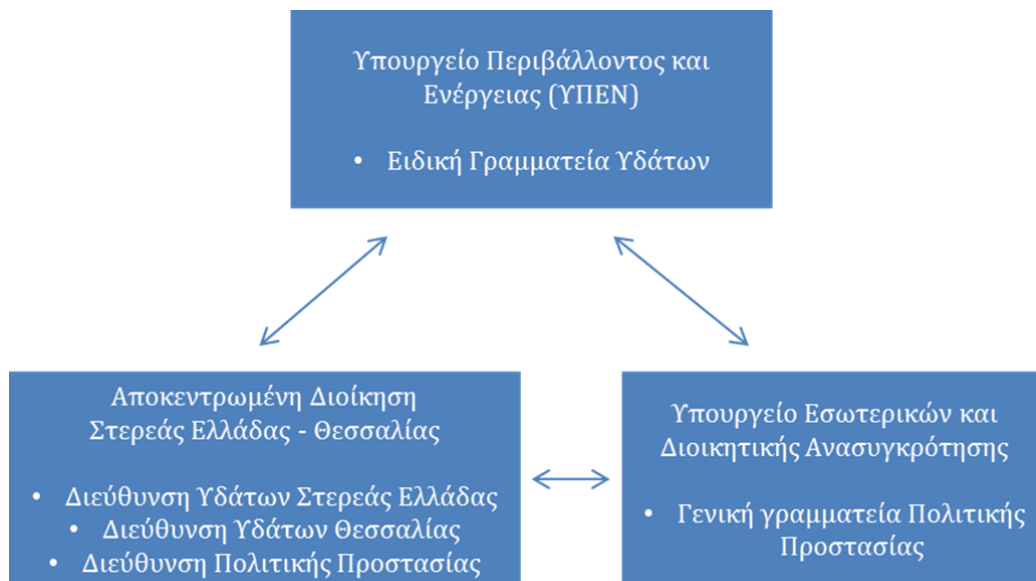 Υπουργείο Περιβάλλοντος και
Ενέργειας (ΥΠΕΝ)
• Ειδική Γραμματεία Υδάτων
Αποκεντρωμένη Διοίκηση
Στερεάς Ελλάδας - Θεσσαλίας
• Διεύθυνση Υδάτων Στερεάς Ελλάδας
• Διεύθυνση Υδάτων Θεσσαλίας
• Διεύθυνση Πολιτικής Προστασίας
Υπουργείο Εσωτερικών και
Διοικητικής Ανασυγκρότησης
• Γενική γραμματεία Πολιτικής
Προστασίας